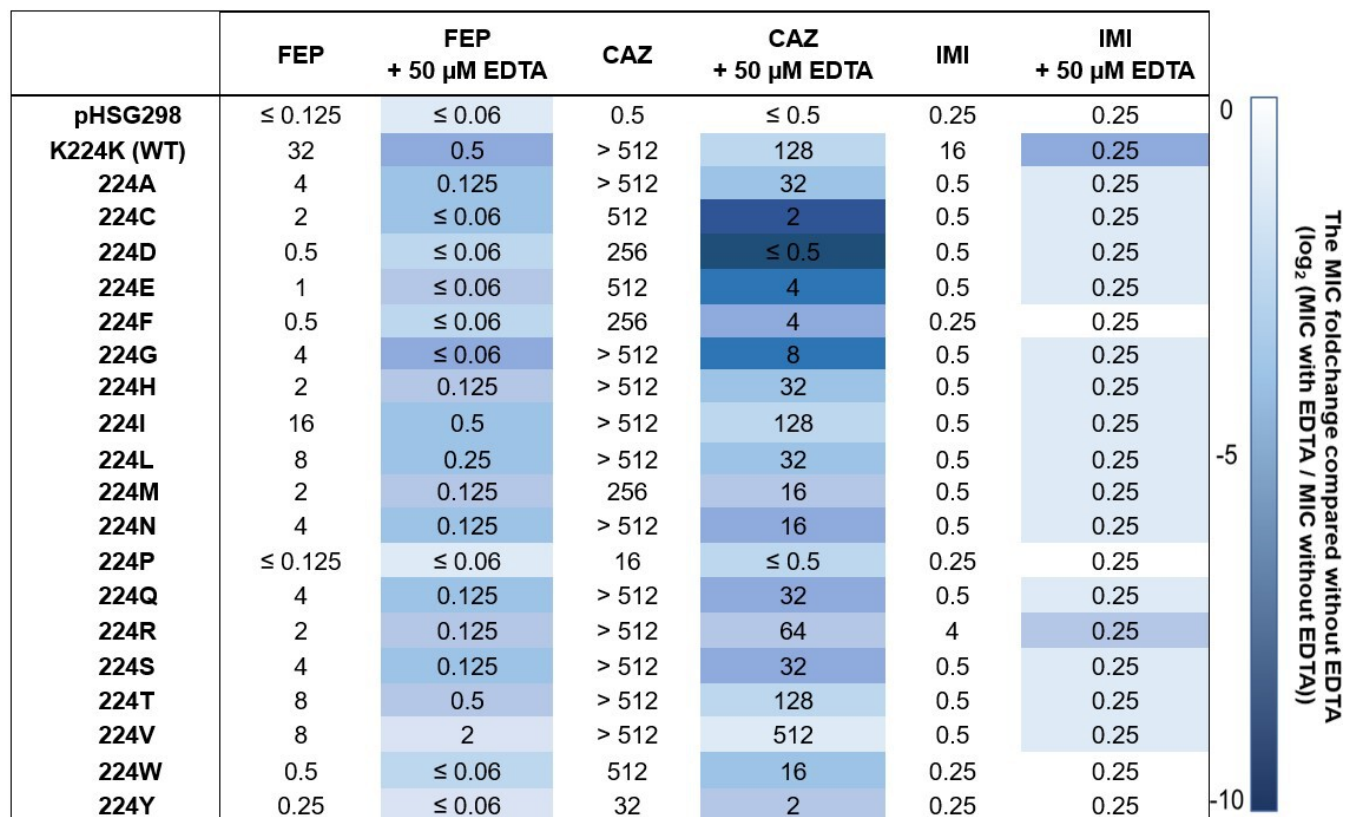 FEP FEP + 50 µM EDTA CAZ CAZ + 50 µM EDTA IMI IMI + 50 µM EDTA
pHSG298 ≤ 0.125 ≤ 0.06 0.5 ≤ 0.5 0.25 0.25
K224K (WT) 32 0.5 > 512 128 16 0.25
224A 4 0.125 > 512 32 0.5 0.25
224C 2 ≤ 0.06 512 2 0.5 0.25
224D 0.5 ≤ 0.06 256 ≤ 0.5 0.5 0.25
224E 1 ≤ 0.06 512 4 0.5 0.25
224F 0.5 ≤ 0.06 256 4 0.25 0.25
224G 4 ≤ 0.06 > 512 8 0.5 0.25
224H 2 0.125 > 512 32 0.5 0.25
224I 16 0.5 > 512 128 0.5 0.25
224L 8 0.25 > 512 32 0.5 0.25
224M 2 0.125 256 16 0.5 0.25
224N 4 0.125 > 512 16 0.5 0.25
224P ≤ 0.125 ≤ 0.06 16 ≤ 0.5 0.25 0.25
224Q 4 0.125 > 512 32 0.5 0.25
224R 2 0.125 > 512 64 4 0.25
224S 4 0.125 > 512 32 0.5 0.25
224T 8 0.5 > 512 128 0.5 0.25
224V 8 2 > 512 512 0.5 0.25
224W 0.5 ≤ 0.06 512 16 0.25 0.25
224Y 0.25 ≤ 0.06 32 2 0.25 0.25
0
-5
-10
The MIC foldchange compared without EDTA
(log₂ (MIC with EDTA / MIC without EDTA))